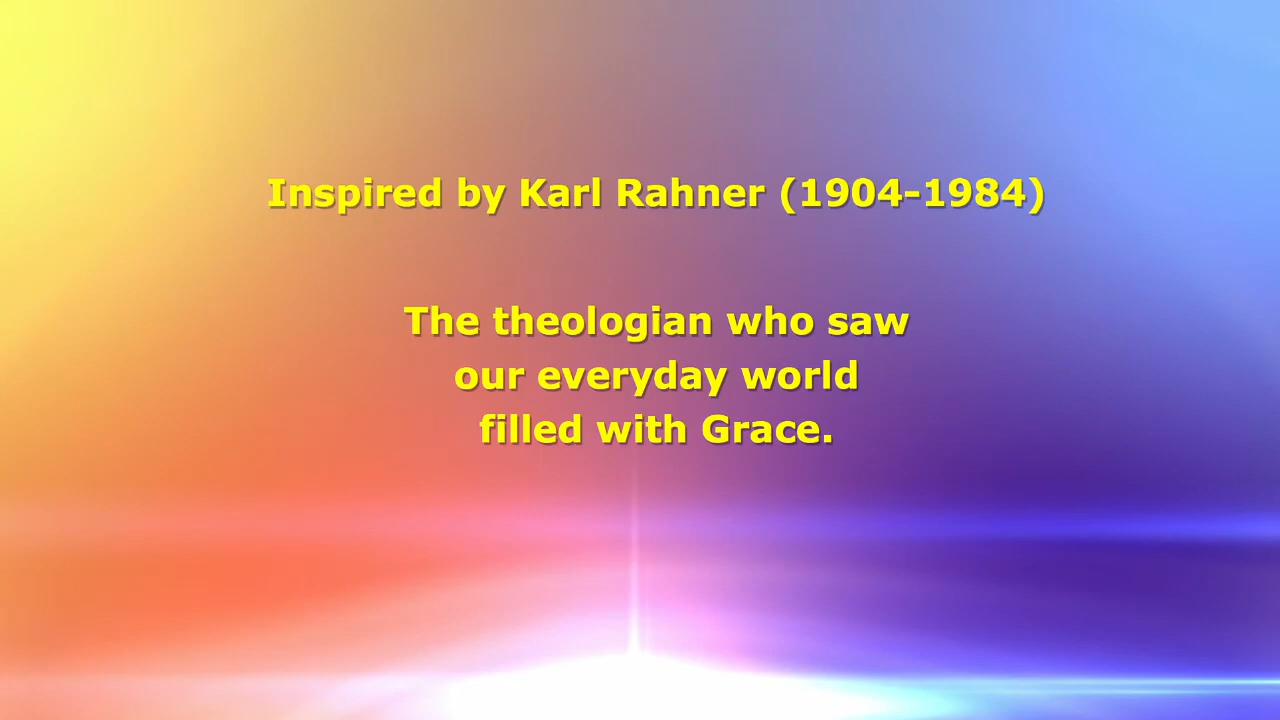 Inspired by Karl Rahner (1904-1984)
The theologian who saw
our everyday world
filled with Grace.